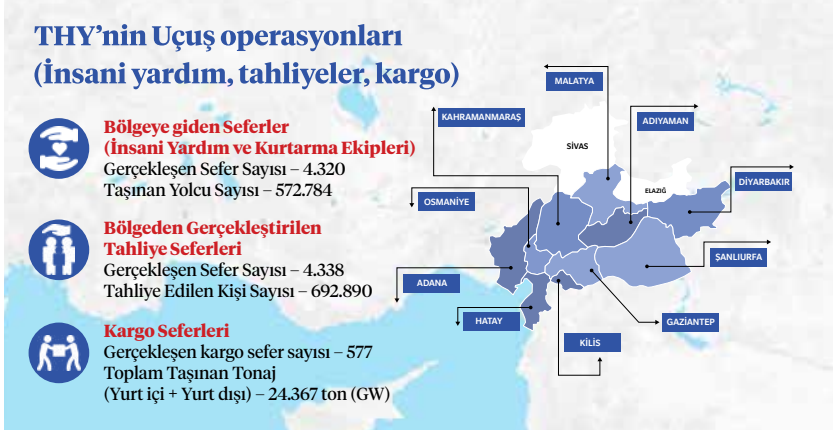 THY’nin Uçuş operasyonları
(İnsani yardım, tahliyeler, kargo)
Bölgeye giden Seferler
(İnsani Yardım ve Kurtarma Ekipleri)
Gerçekleşen Sefer Sayısı – 4.320
Taşınan Yolcu Sayısı – 572.784
Bölgeden Gerçekleştirilen
Tahliye Seferleri
Gerçekleşen Sefer Sayısı – 4.338
Tahliye Edilen Kişi Sayısı – 692.890
Kargo Seferleri
Gerçekleşen kargo sefer sayısı – 577
Toplam Taşınan Tonaj
(Yurt içi + Yurt dışı) – 24.367 ton (GW)
MALATYA
KAHRAMANMARAŞ
ADIYAMAN
SİVAS
ELAZIĞ
DİYARBAKIR
OSMANİYE
ŞANLIURFA
ADANA
HATAY
GAZİANTEP
KİLİS